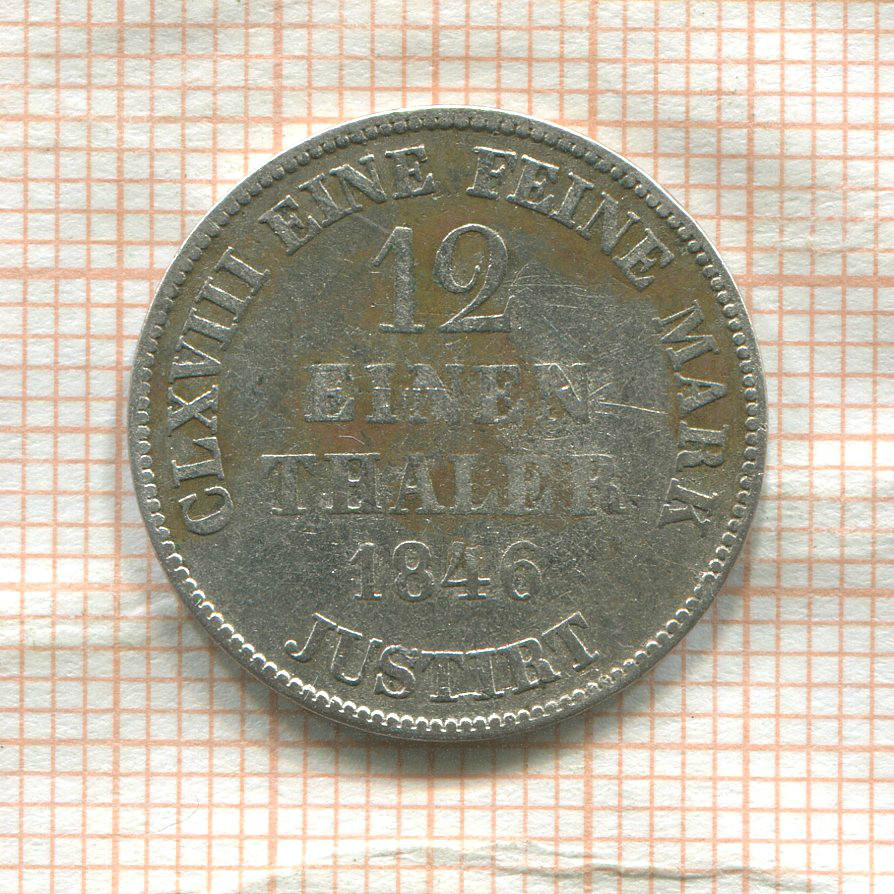 CLXVIII EINE FEINE MARK
12
EINEN
THALER
1846
JUSTIRT